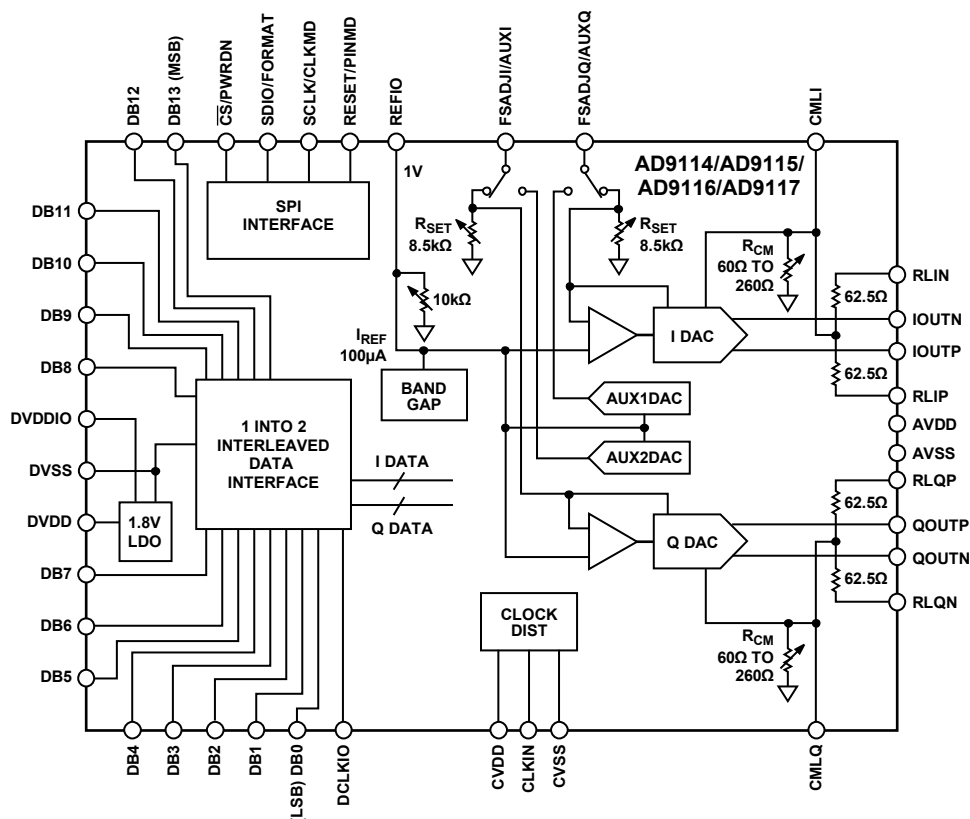 DB12
DB13 (MSB)
CS/PWRDN
SDIO/FORMAT
SCLK/CLKMD
RESET/PINMD
REFIO
FSADJI/AUXI
FSADJQ/AUXQ
CMLI
AD9114/AD9115/
AD9116/AD9117
1V
SPI
INTERFACE
DB11
DB10
DB9
DB8
DVDDIO
DVSS
DVDD
DB7
DB6
DB5
RSET
8.5kΩ
RSET
8.5kΩ
RCM
60Ω TO
260Ω
10kΩ
IREF
100µA
BAND
GAP
I DAC
62.5Ω
62.5Ω
RLIN
IOUTN
IOUTP
RLIP
AVDD
AVSS
RLQP
QOUTP
QOUTN
RLQN
1 INTO 2
INTERLEAVED
DATA
INTERFACE
I DATA
Q DATA
1.8V
LDO
AUX1DAC
AUX2DAC
Q DAC
62.5Ω
62.5Ω
CLOCK
DIST
RCM
60Ω TO
260Ω
DB4
DB3
DB2
DB1
LSB) DB0
DCLKIO
CVDD
CLKIN
CVSS
CMLQ